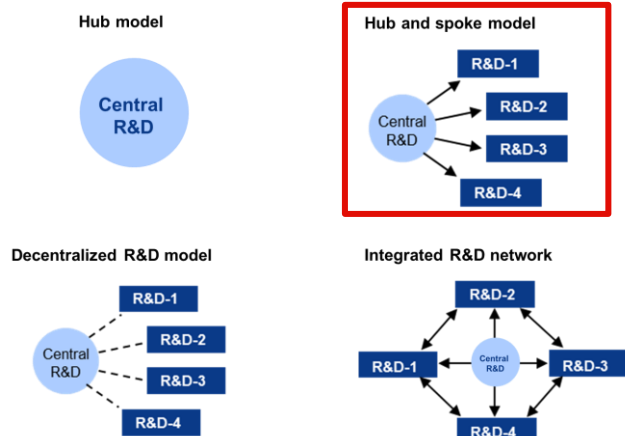 Hub model
Central
R&D
Hub and spoke model
R&D-1
R&D-2
Central
R&D
R&D-3
R&D-4
Decentralized R&D model
R&D-1
R&D-2
Central
R&D
R&D-3
R&D-4
Integrated R&D network
R&D-2
R&D-1
Central
R&D
R&D-3
R&D-4